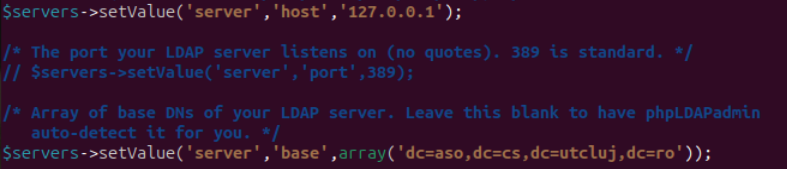 $servers->setValue('server','host','127.0.0.1');
/* The port your LDAP server listens on (no quotes). 389 is standard. */
// $servers->setValue('server','port',389);
/* Array of base DNs of your LDAP server. Leave this blank to have phpLDAPadmin
auto-detect it for you. */
$servers->setValue('server','base',array('dc=aso,dc=cs,dc=utcluj,dc=ro'));